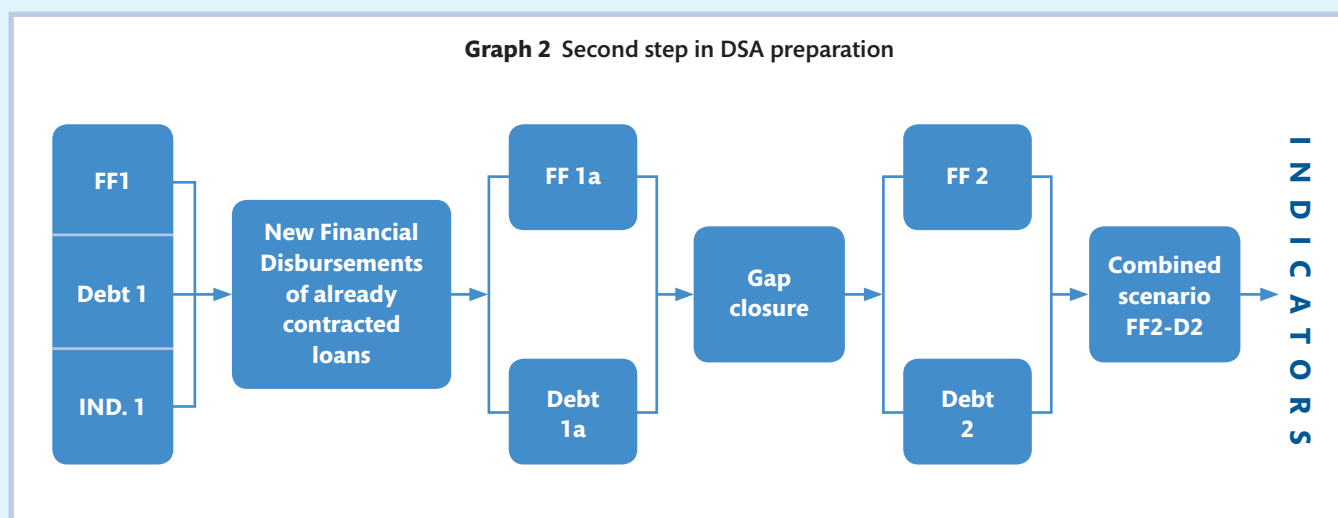 Graph 2 Second step in DSA preparation
FF1
Debt 1
IND. 1
New Financial
Disbursements
of already
contracted
loans
FF 1a
Debt
1a
Gap
closure
FF 2
Debt
2
Combined
scenario
FF2-D2
INDICATORS